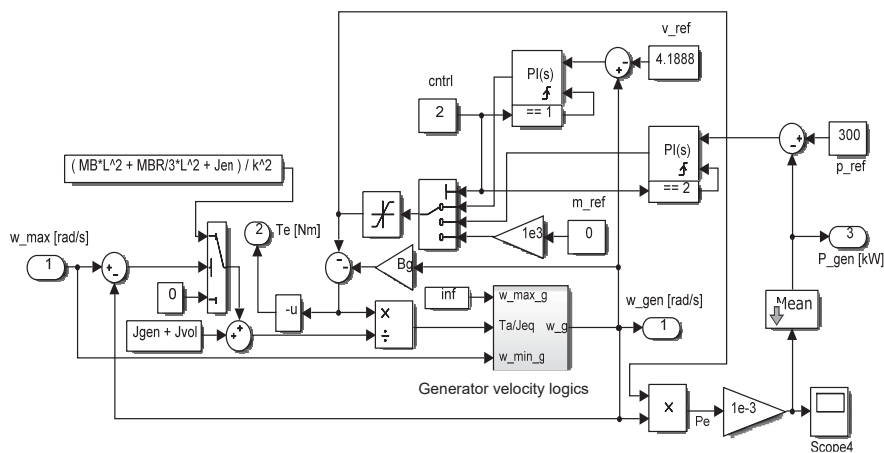 v_ref
4.1888
cntrl
PI(s)
2
== 1
PI(s)
300
p_ref
== 2
( MB*L^2 + MBR/3*L^2 + Jen ) / k^2
m_ref
1e3
0
2
Te [Nm]
3
P_gen [kW]
w_max [rad/s]
1
Bg
0
inf
w_max_g
w_gen [rad/s]
Mean
-u
×
÷
Ta/Jeq
w_g
1
Jgen + Jvol
w_min_g
Generator velocity logics
×
Pe
1e-3
Scope4